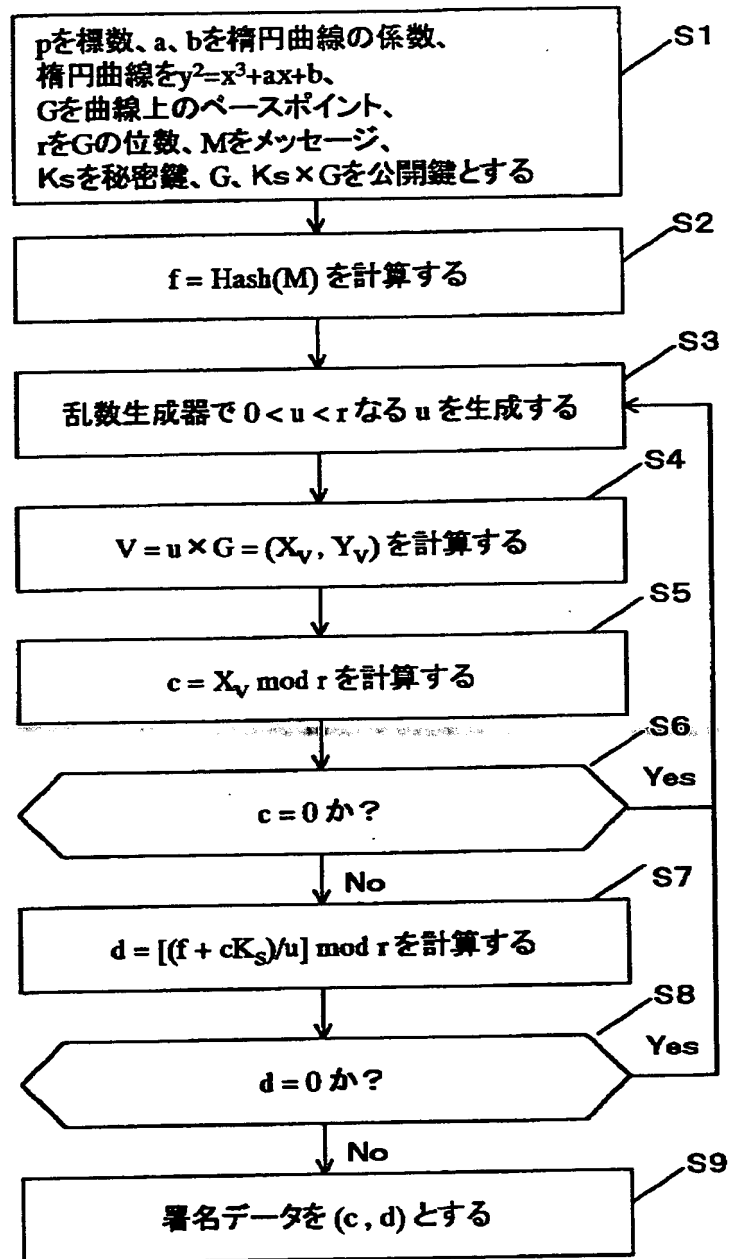 pを標数、a、bを楕円曲線の係数、
楕円曲線をy²=x³+ax+b、
Gを曲線上のベースポイント、
rをGの位数、Mをメッセージ、
Ksを秘密鍵、G、Ks×Gを公開鍵とする
S1
S2
f = Hash(M) を計算する
S3
乱数生成器で 0 < u < r なる u を生成する
S4
V = u × G = (X_V , Y_V) を計算する
S5
c = X_V mod r を計算する
S6
c = 0 か?
Yes
No
S7
d = [(f + cK_S)/u] mod r を計算する
S8
d = 0 か?
Yes
No
S9
署名データを (c , d) とする